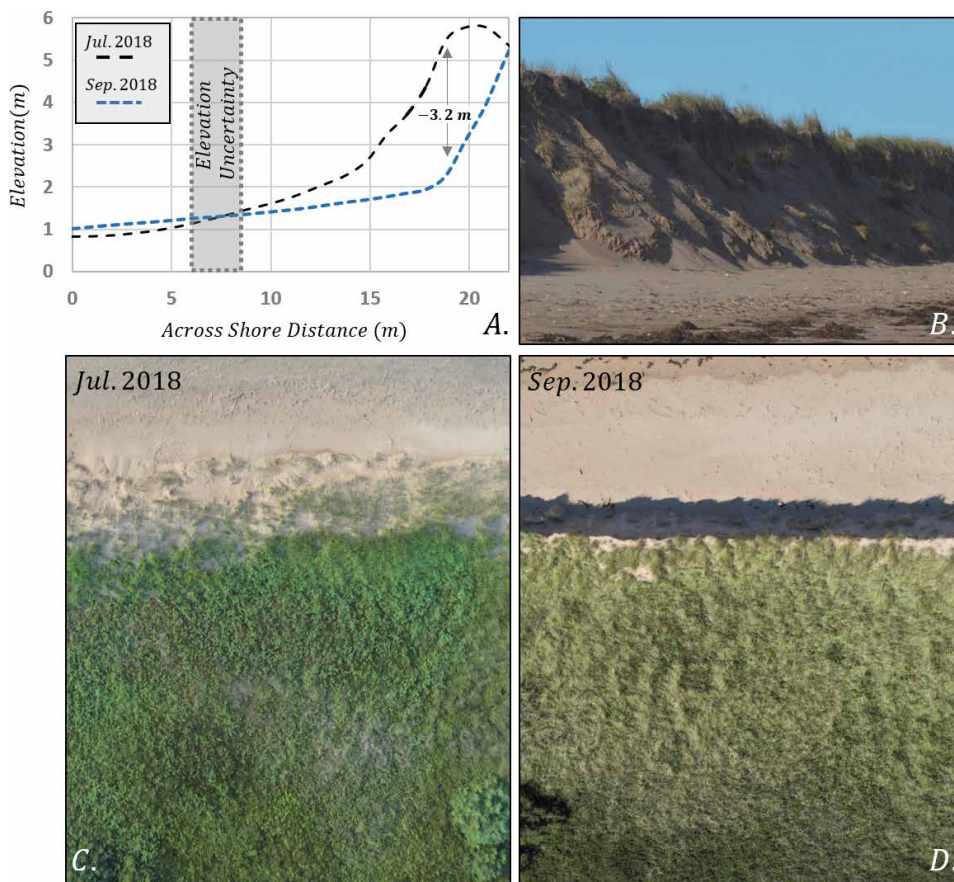 6
5
4
3
2
1
0
Elevation(m)
Jul. 2018
Sep. 2018
Elevation
Uncertainty
−3.2 m
0 5 10 15 20
Across Shore Distance (m)
A.
B.
Jul. 2018
C.
Sep. 2018
D.